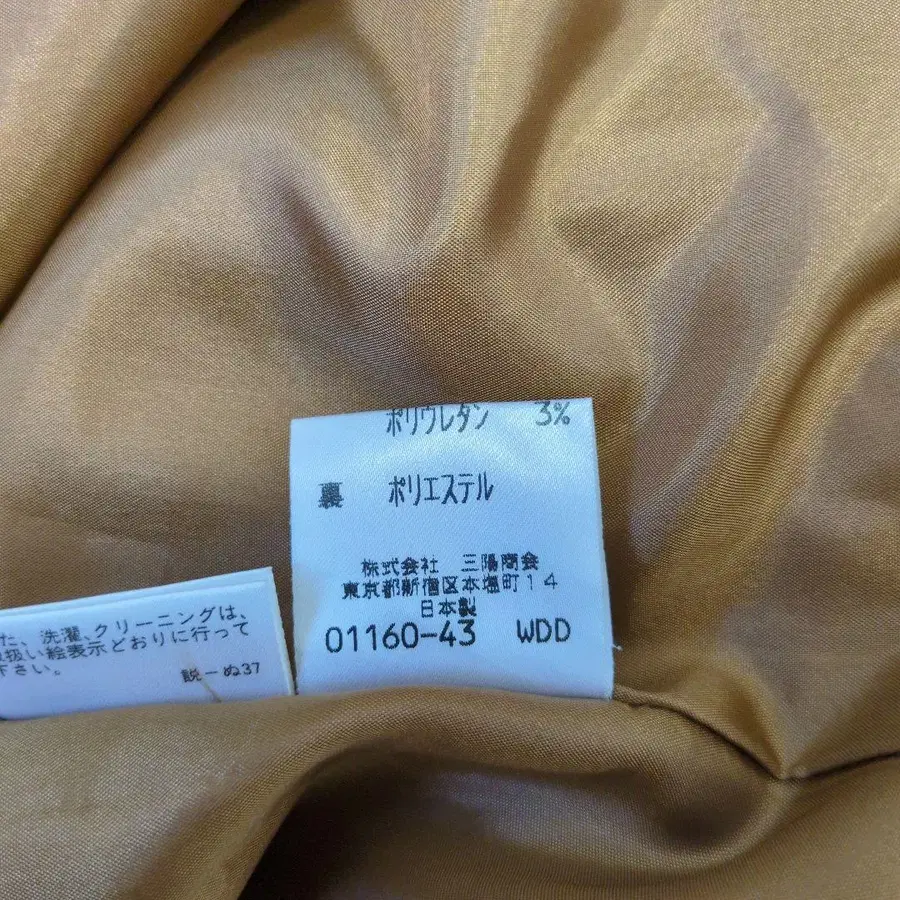 ポリウレタン 3%
裏 ポリエステル
株式会社 三陽商会
東京都新宿区本塩町14
日本製
01160-43 WDD
た、洗濯、クリーニングは、
扱い絵表示どおりに行って
下さい。
説ーぬ37